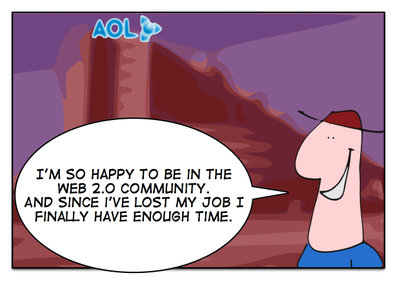 AOL
I'M SO HAPPY TO BE IN THE
WEB 2.0 COMMUNITY.
AND SINCE I'VE LOST MY JOB I
FINALLY HAVE ENOUGH TIME.